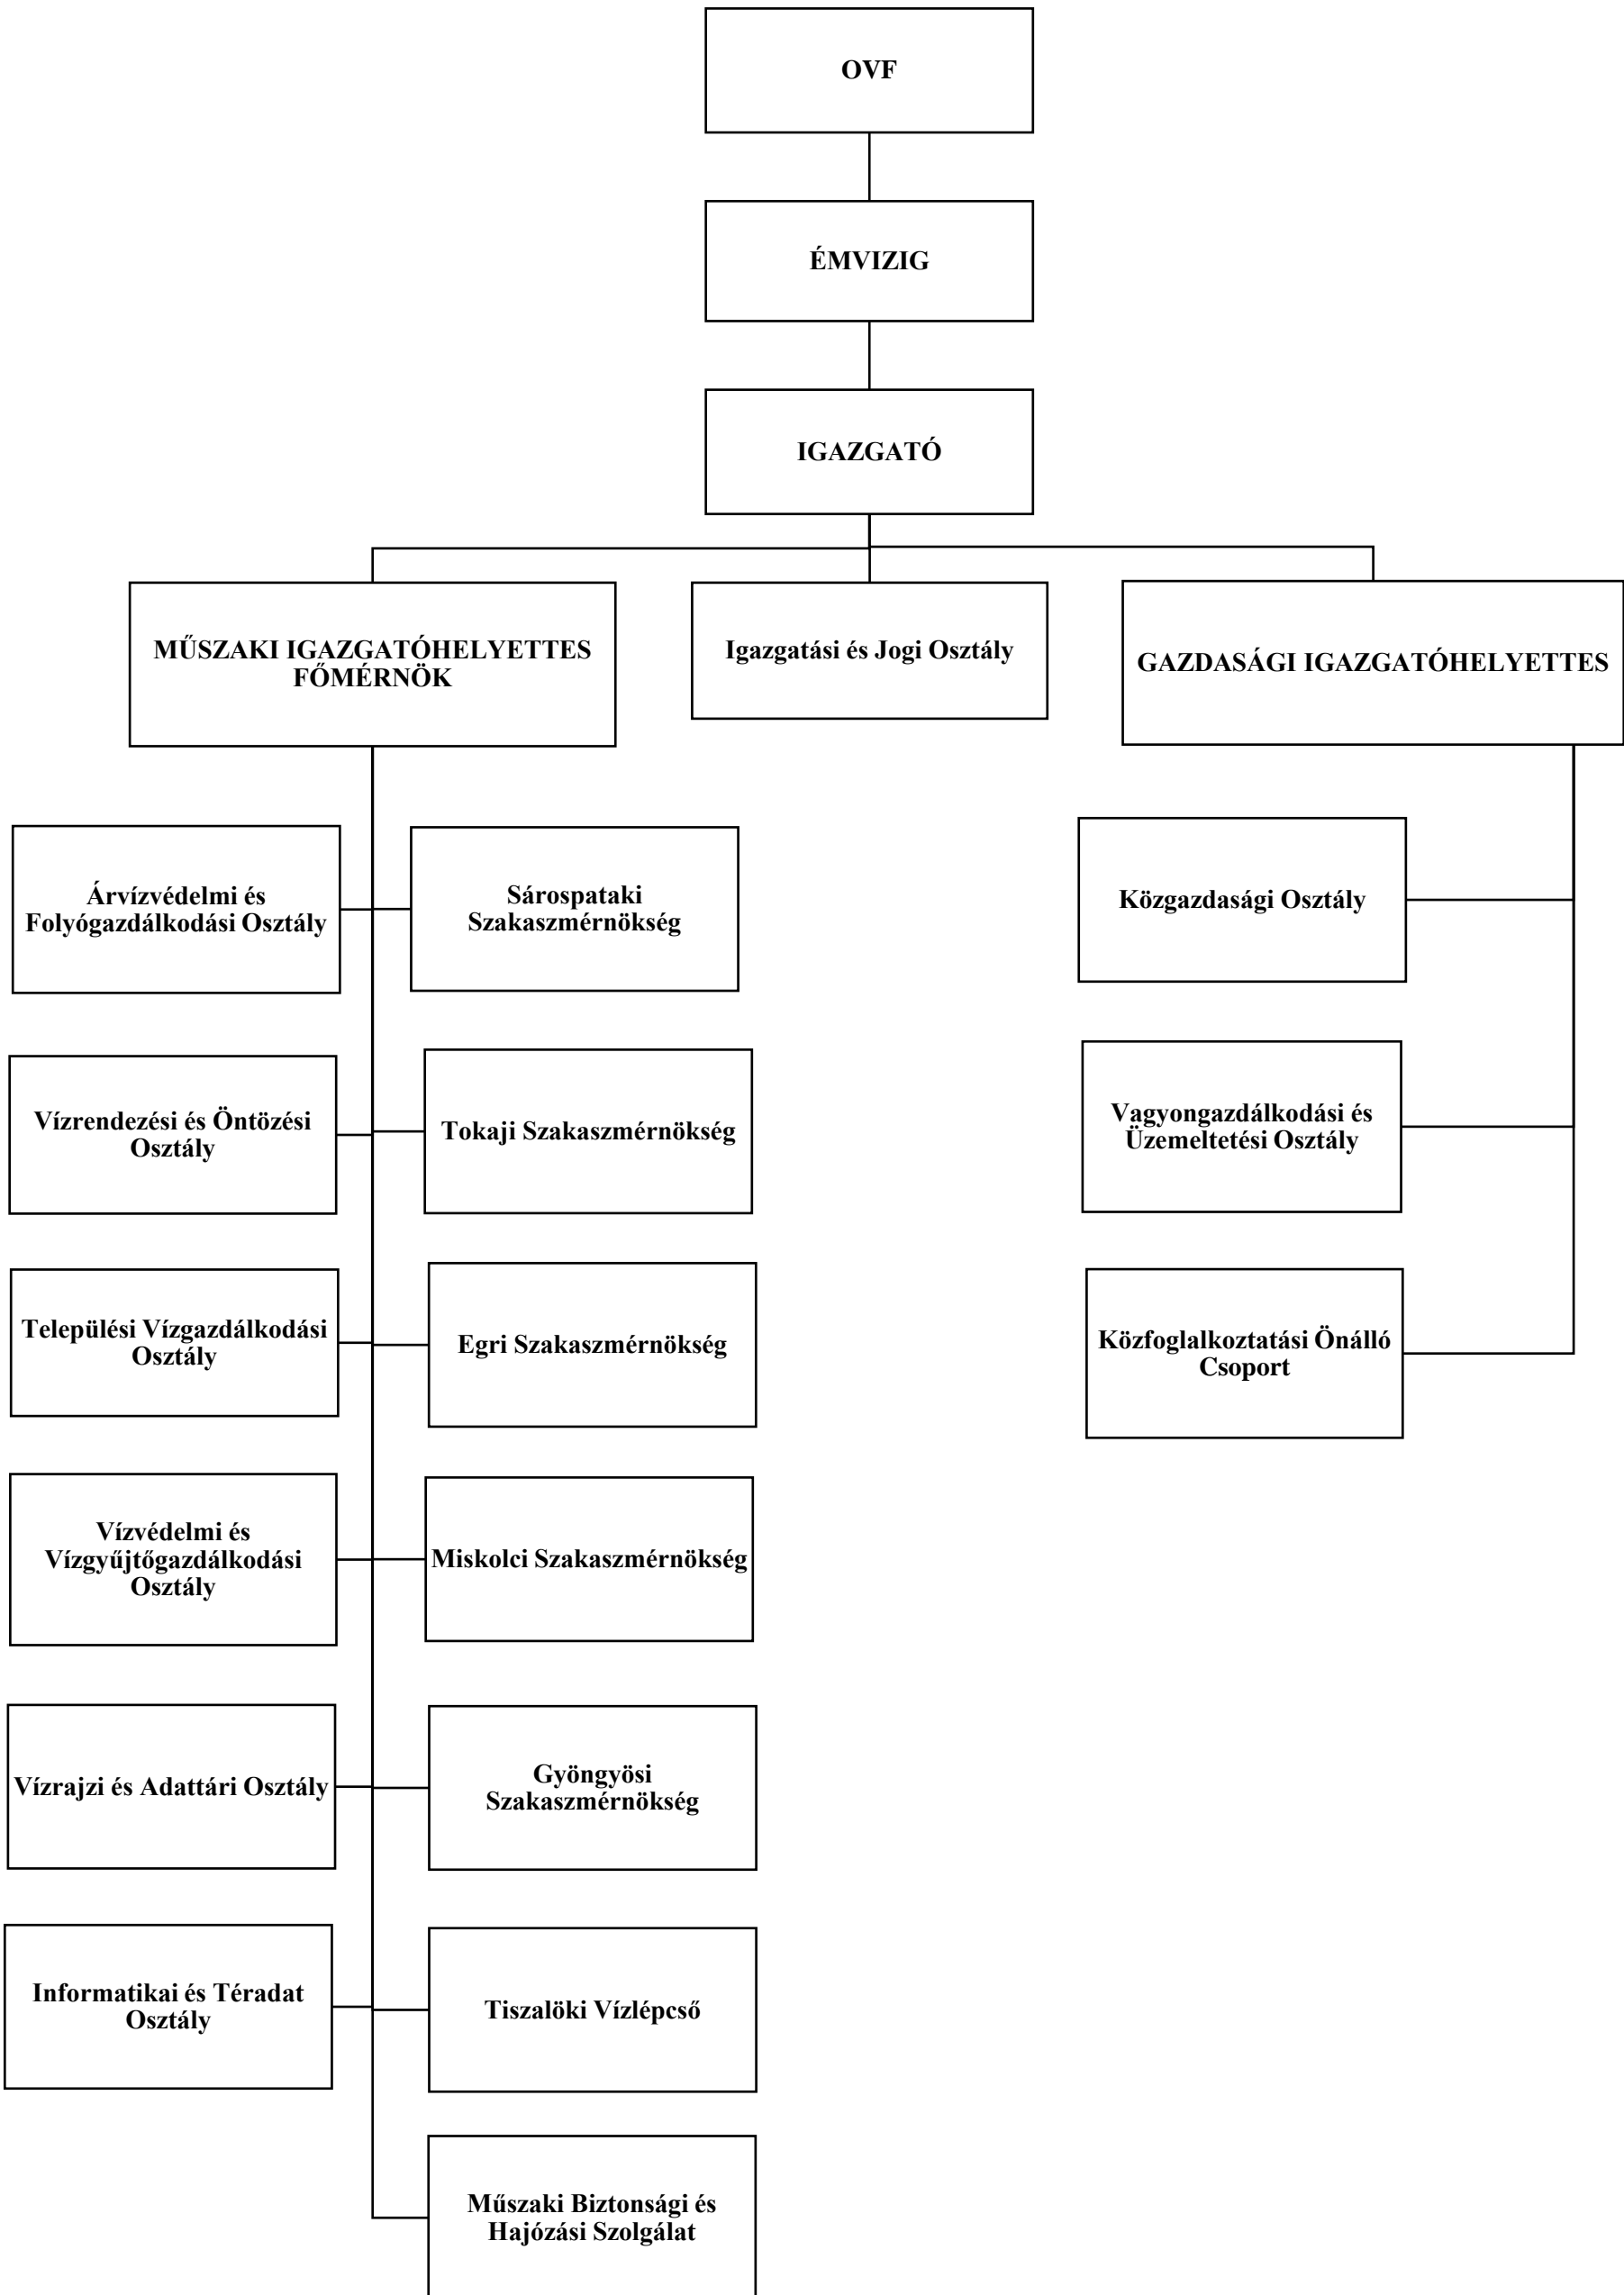 OVF
ÉMVIZIG
IGAZGATÓ
MŰSZAKI IGAZGATÓHELYETTES
FŐMÉRNÖK
Igazgatási és Jogi Osztály
GAZDASÁGI IGAZGATÓHELYETTES
Árvízvédelmi és
Folyógazdálkodási Osztály
Sárospataki
Szakaszmérnökség
Közgazdasági Osztály
Vízrendezési és Öntözési
Osztály
Tokaji Szakaszmérnökség
Vagyongazdálkodási és
Üzemeltetési Osztály
Települési Vízgazdálkodási
Osztály
Egri Szakaszmérnökség
Közfoglalkoztatási Önálló
Csoport
Vízvédelmi és
Vízgyűjtőgazdálkodási
Osztály
Miskolci Szakaszmérnökség
Vízrajzi és Adattári Osztály
Gyöngyösi
Szakaszmérnökség
Informatikai és Téradat
Osztály
Tiszalöki Vízlépcső
Műszaki Biztonsági és
Hajózási Szolgálat